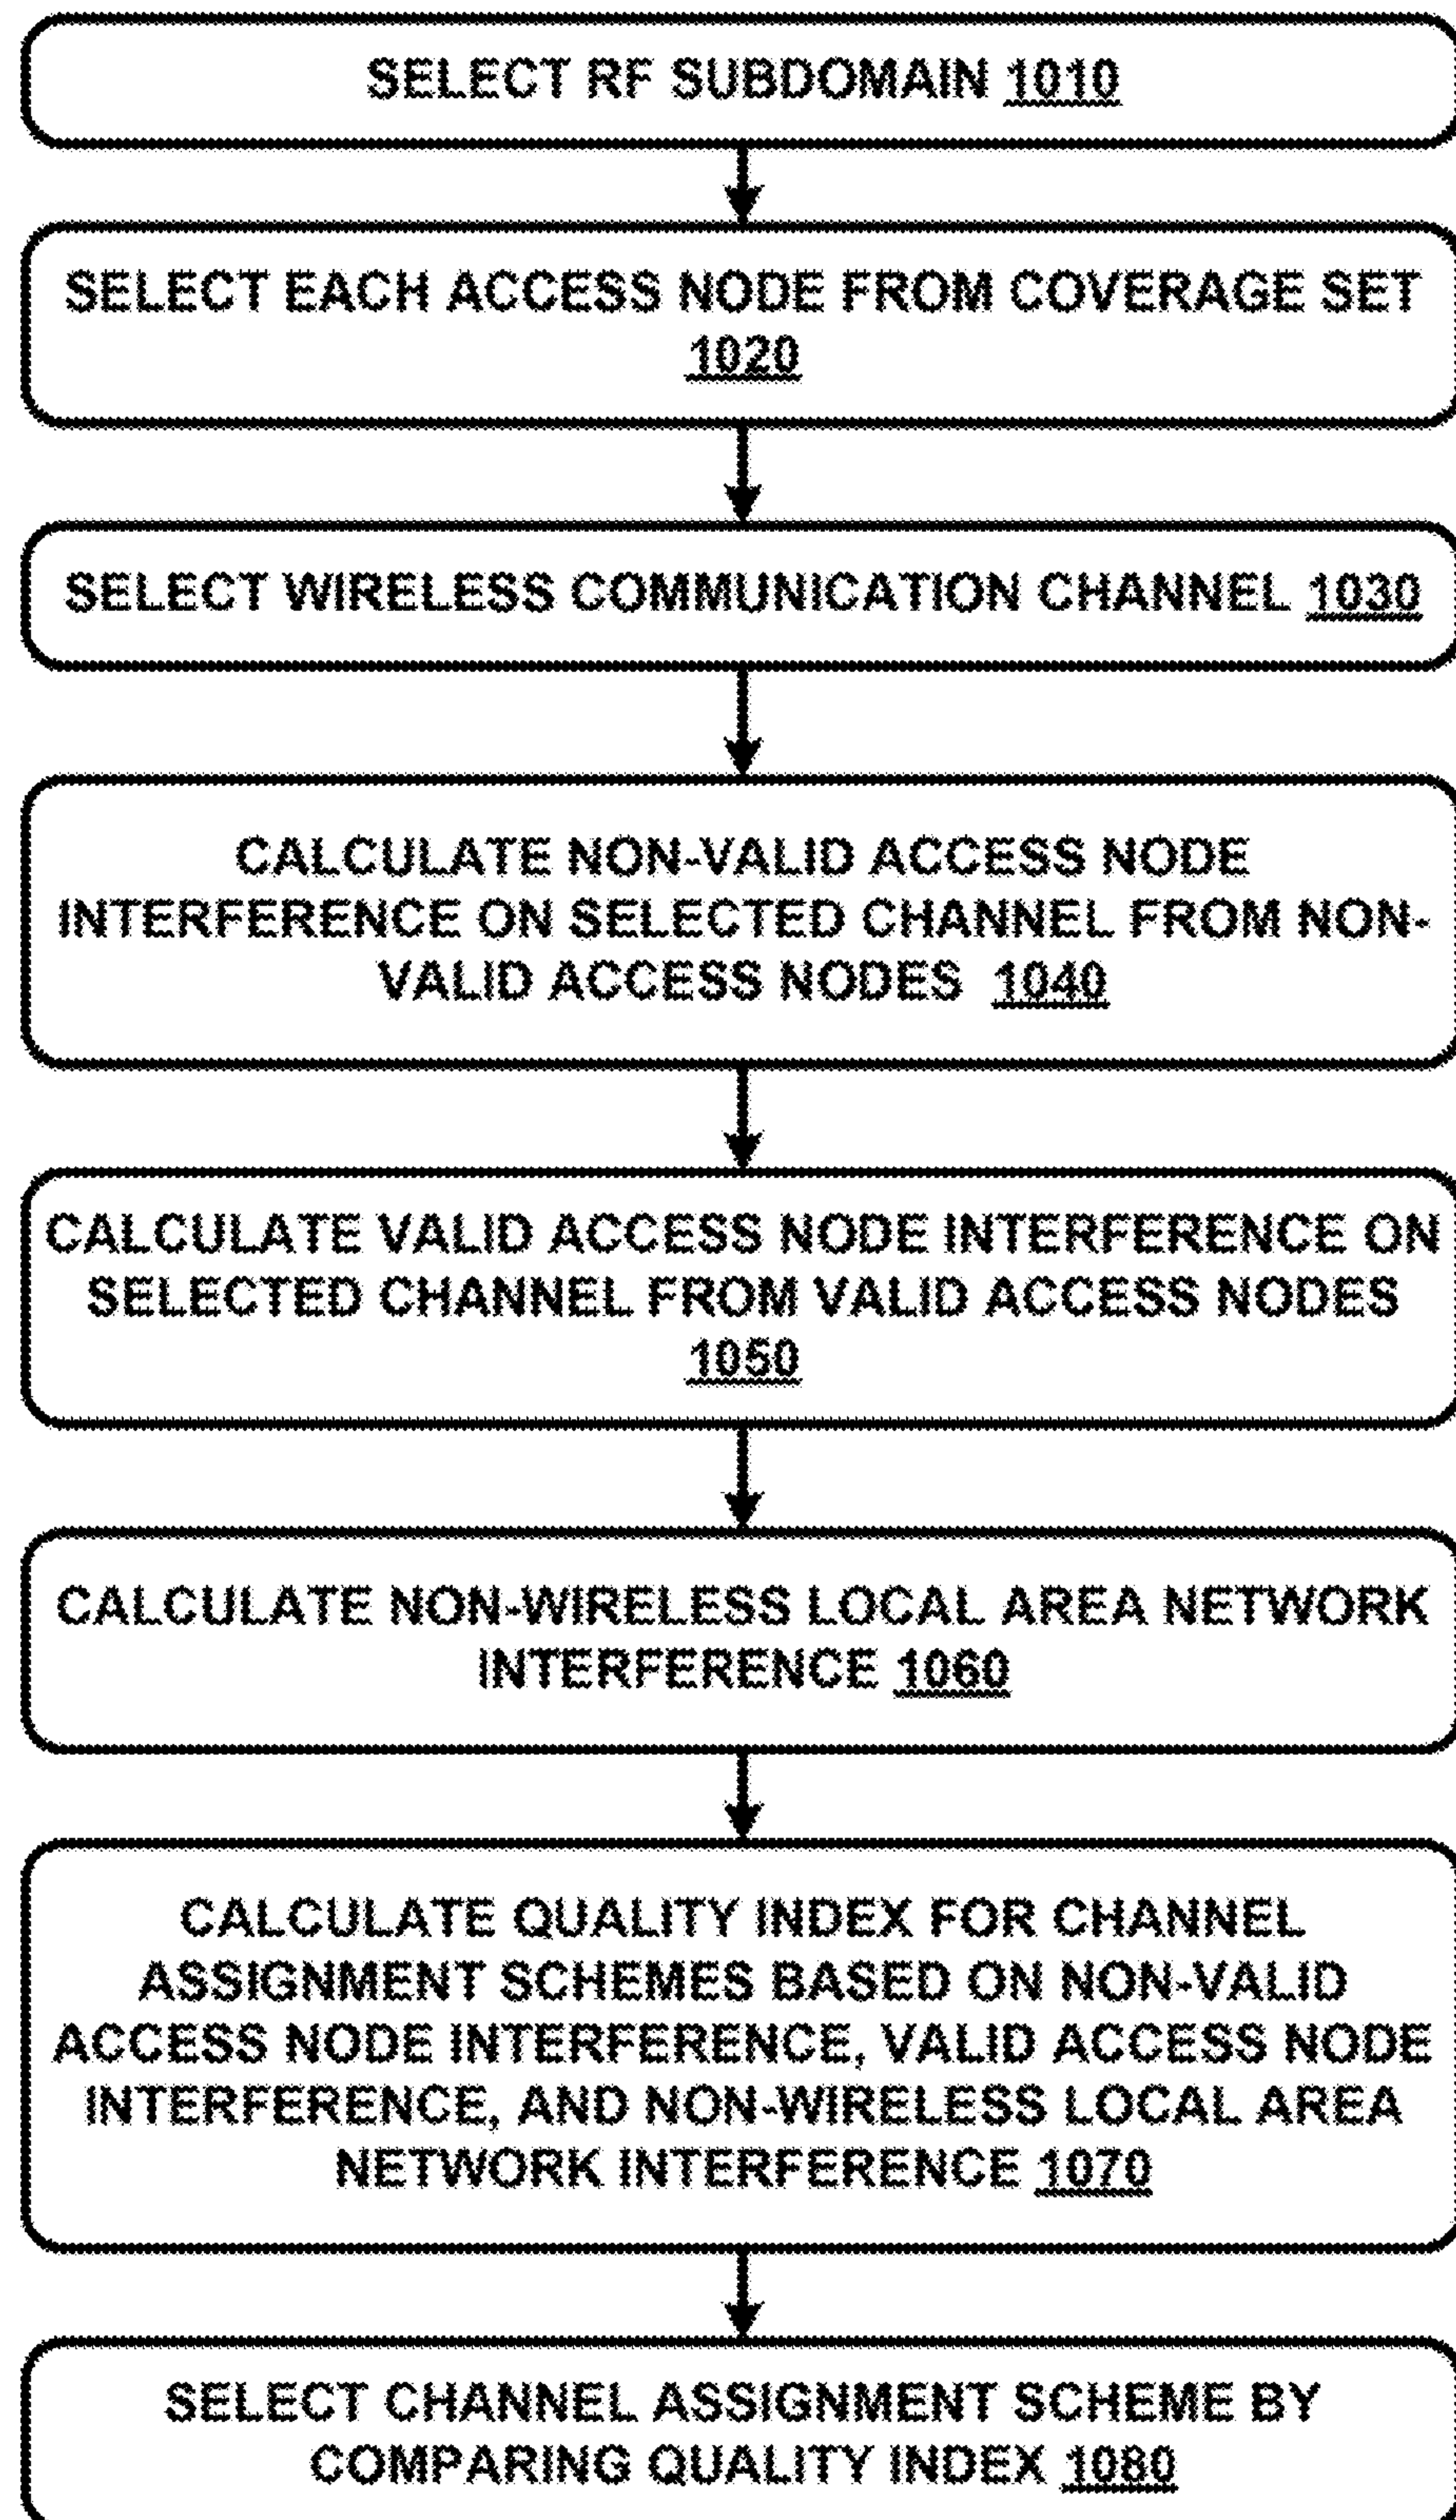 SELECT RF SUBDOMAIN 1010
SELECT EACH ACCESS NODE FROM COVERAGE SET
1020
SELECT WIRELESS COMMUNICATION CHANNEL 1030
CALCULATE NON-VALID ACCESS NODE
INTERFERENCE ON SELECTED CHANNEL FROM NON-
VALID ACCESS NODES 1040
CALCULATE VALID ACCESS NODE INTERFERENCE ON
SELECTED CHANNEL FROM VALID ACCESS NODES
1050
CALCULATE NON-WIRELESS LOCAL AREA NETWORK
INTERFERENCE 1060
CALCULATE QUALITY INDEX FOR CHANNEL
ASSIGNMENT SCHEMES BASED ON NON-VALID
ACCESS NODE INTERFERENCE, VALID ACCESS NODE
INTERFERENCE, AND NON-WIRELESS LOCAL AREA
NETWORK INTERFERENCE 1070
SELECT CHANNEL ASSIGNMENT SCHEME BY
COMPARING QUALITY INDEX 1080